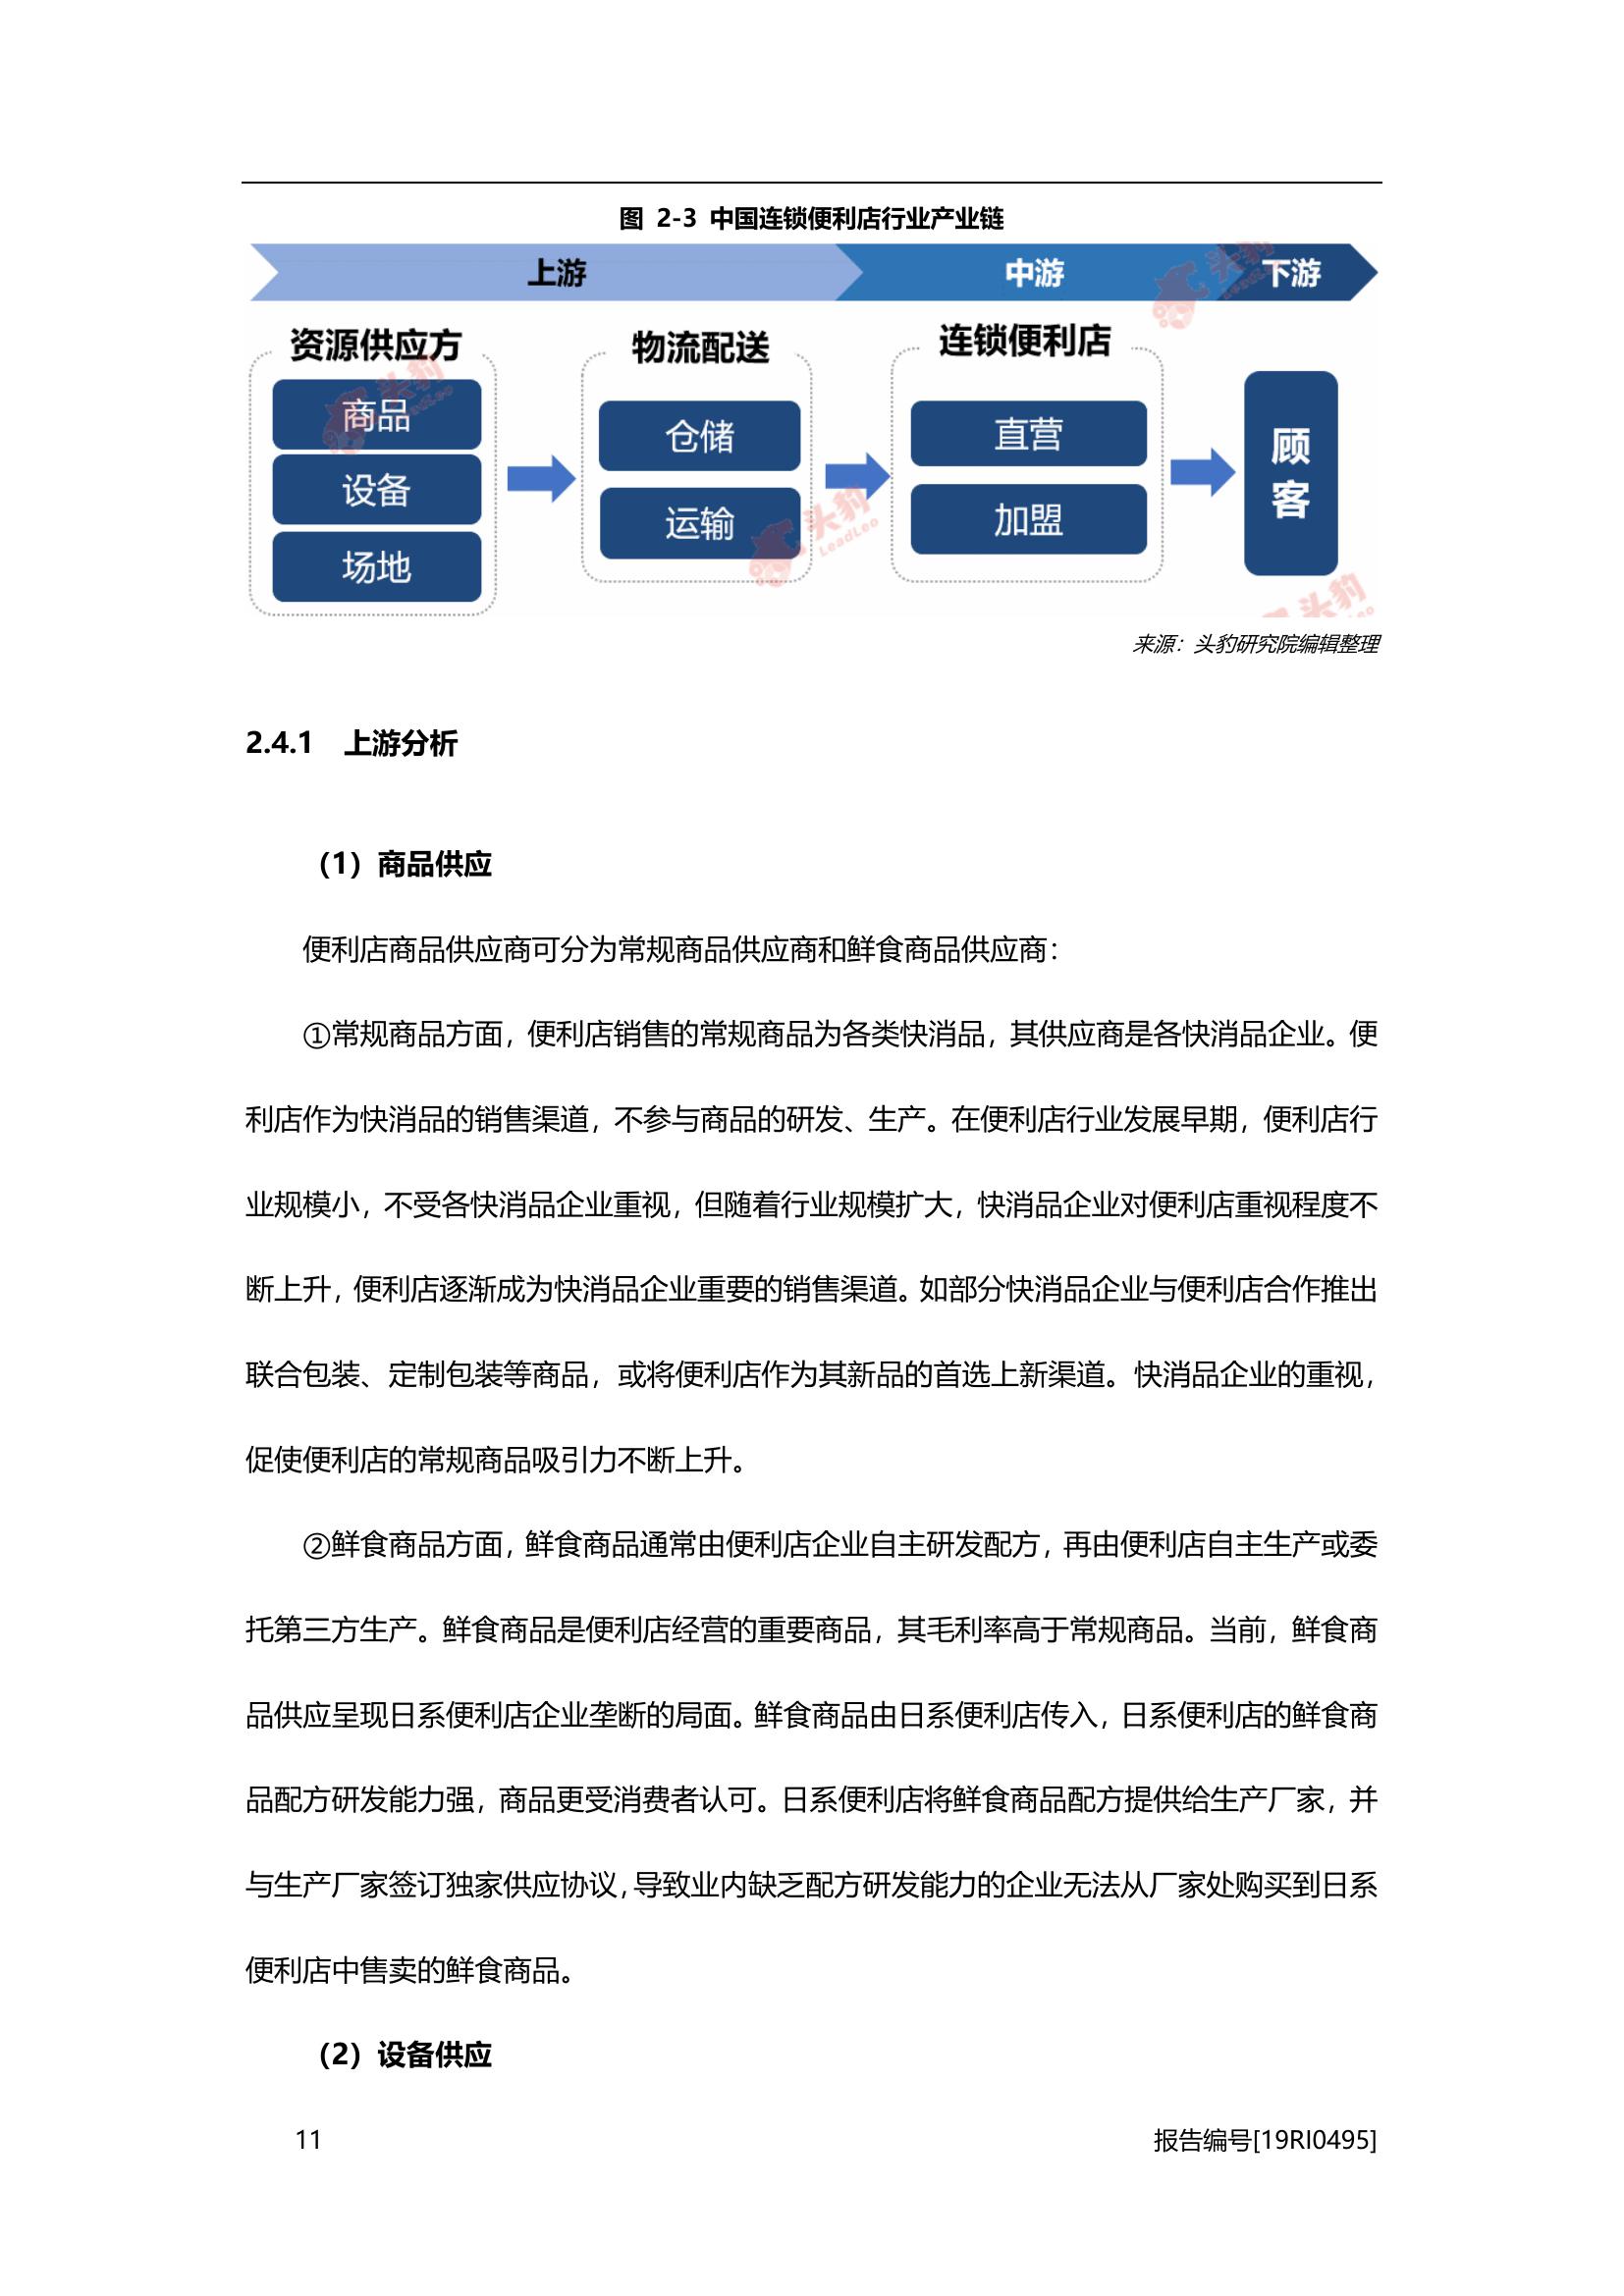 图 2-3 中国连锁便利店行业产业链
上游
中游
下游
资源供应方
商品
设备
场地
物流配送
仓储
运输
连锁便利店
直营
加盟
顾
客
头豹
LeadLeo
头豹
LeadLeo
头豹
LeadLeo
头豹
来源：头豹研究院编辑整理
2.4.1 上游分析
（1）商品供应
便利店商品供应商可分为常规商品供应商和鲜食商品供应商：
①常规商品方面，便利店销售的常规商品为各类快消品，其供应商是各快消品企业。便
利店作为快消品的销售渠道，不参与商品的研发、生产。在便利店行业发展早期，便利店行
业规模小，不受各快消品企业重视，但随着行业规模扩大，快消品企业对便利店重视程度不
断上升，便利店逐渐成为快消品企业重要的销售渠道。如部分快消品企业与便利店合作推出
联合包装、定制包装等商品，或将便利店作为其新品的首选上新渠道。快消品企业的重视，
促使便利店的常规商品吸引力不断上升。
②鲜食商品方面，鲜食商品通常由便利店企业自主研发配方，再由便利店自主生产或委
托第三方生产。鲜食商品是便利店经营的重要商品，其毛利率高于常规商品。当前，鲜食商
品供应呈现日系便利店企业垄断的局面。鲜食商品由日系便利店传入，日系便利店的鲜食商
品配方研发能力强，商品更受消费者认可。日系便利店将鲜食商品配方提供给生产厂家，并
与生产厂家签订独家供应协议，导致业内缺乏配方研发能力的企业无法从厂家处购买到日系
便利店中售卖的鲜食商品。
（2）设备供应
11
报告编号[19RI0495]